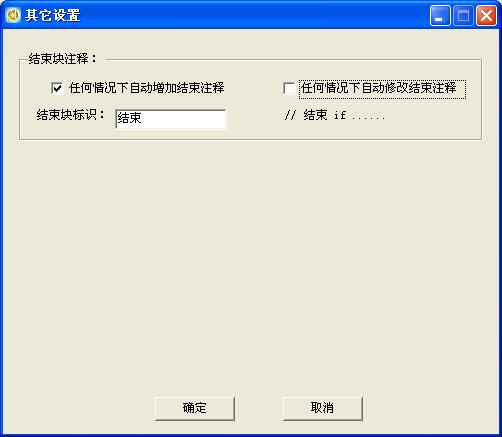 其它设置
结束块注释：
任何情况下自动增加结束注释
任何情况下自动修改结束注释
结束块标识：
结束
// 结束 if ......
确定
取消